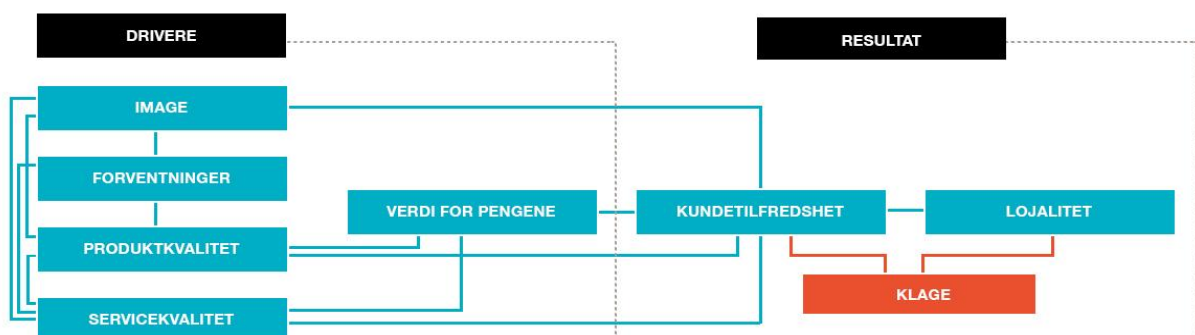 DRIVERE
RESULTAT
IMAGE
FORVENTNINGER
VERDI FOR PENGENE
KUNDETILFREDSHET
LOJALITET
PRODUKTKVALITET
KLAGE
SERVICEKVALITET